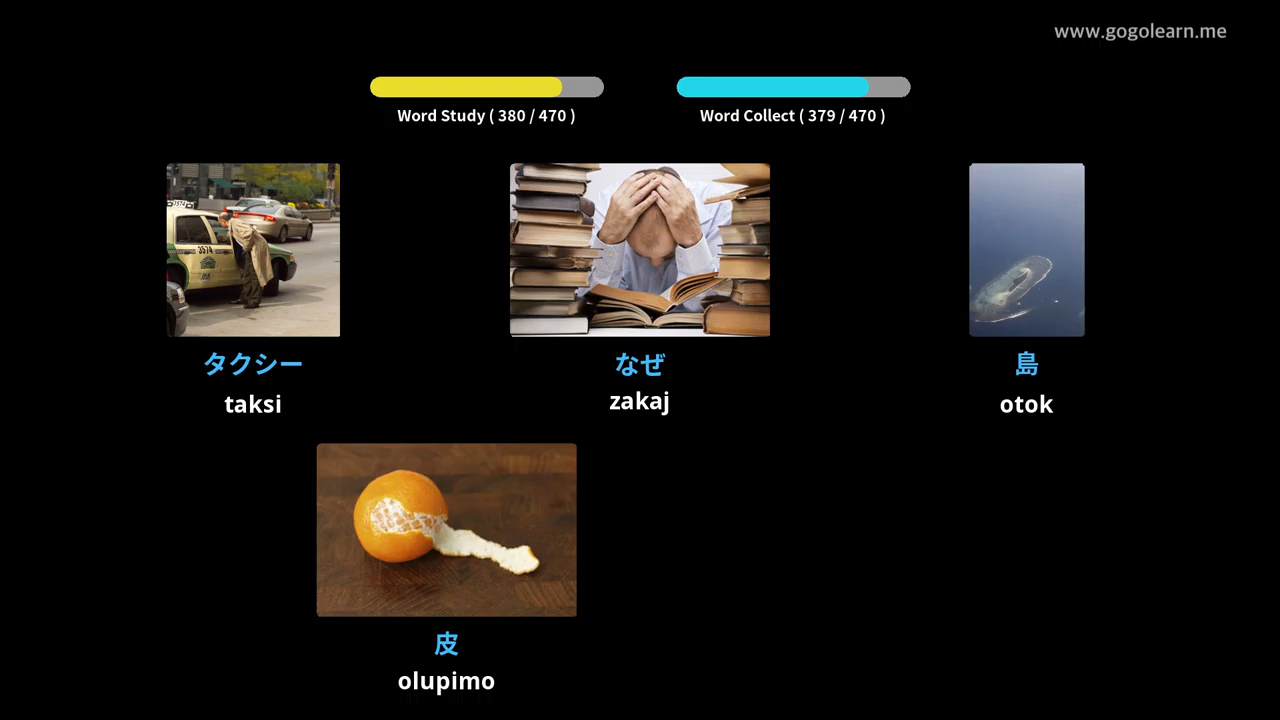 www.gogolearn.me
Word Study ( 380 / 470 )
Word Collect ( 379 / 470 )
3574
タクシー
taksi
なぜ
zakaj
島
otok
皮
olupimo